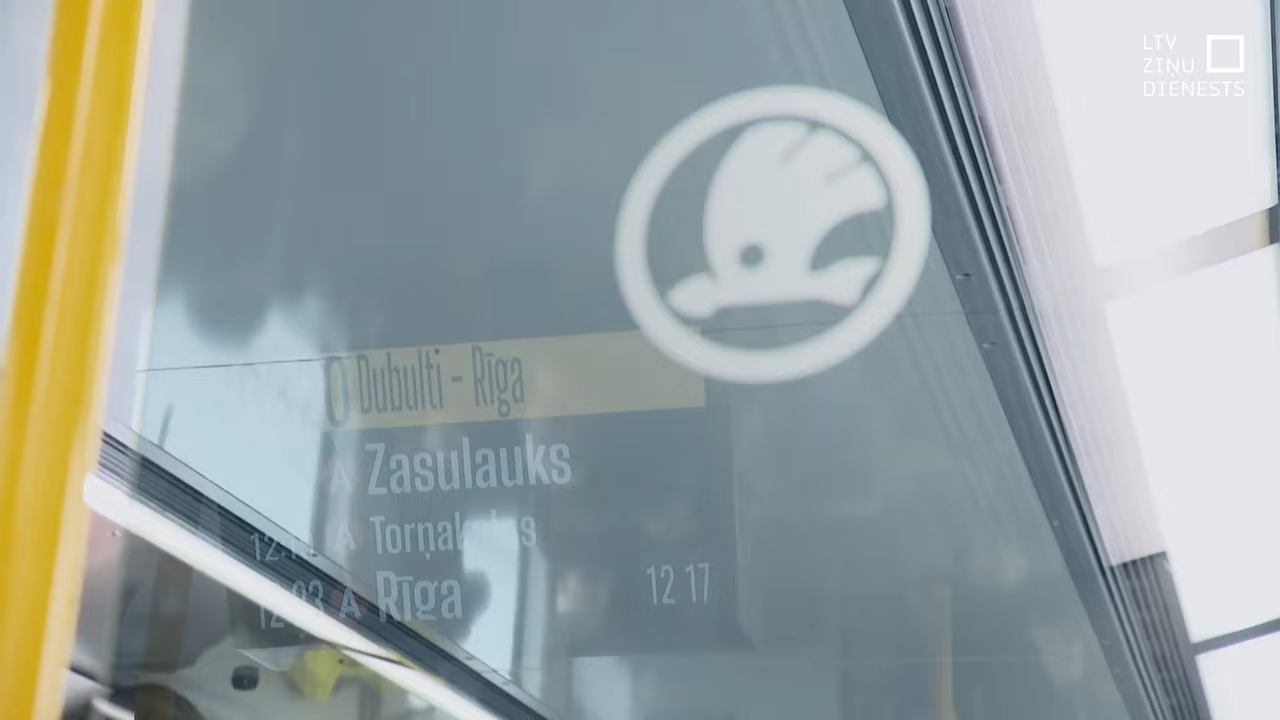 LTV
ZIŅU
DIENESTS
Dubulti - Rīga
A Zasulauks
A
A Rīga
12 17